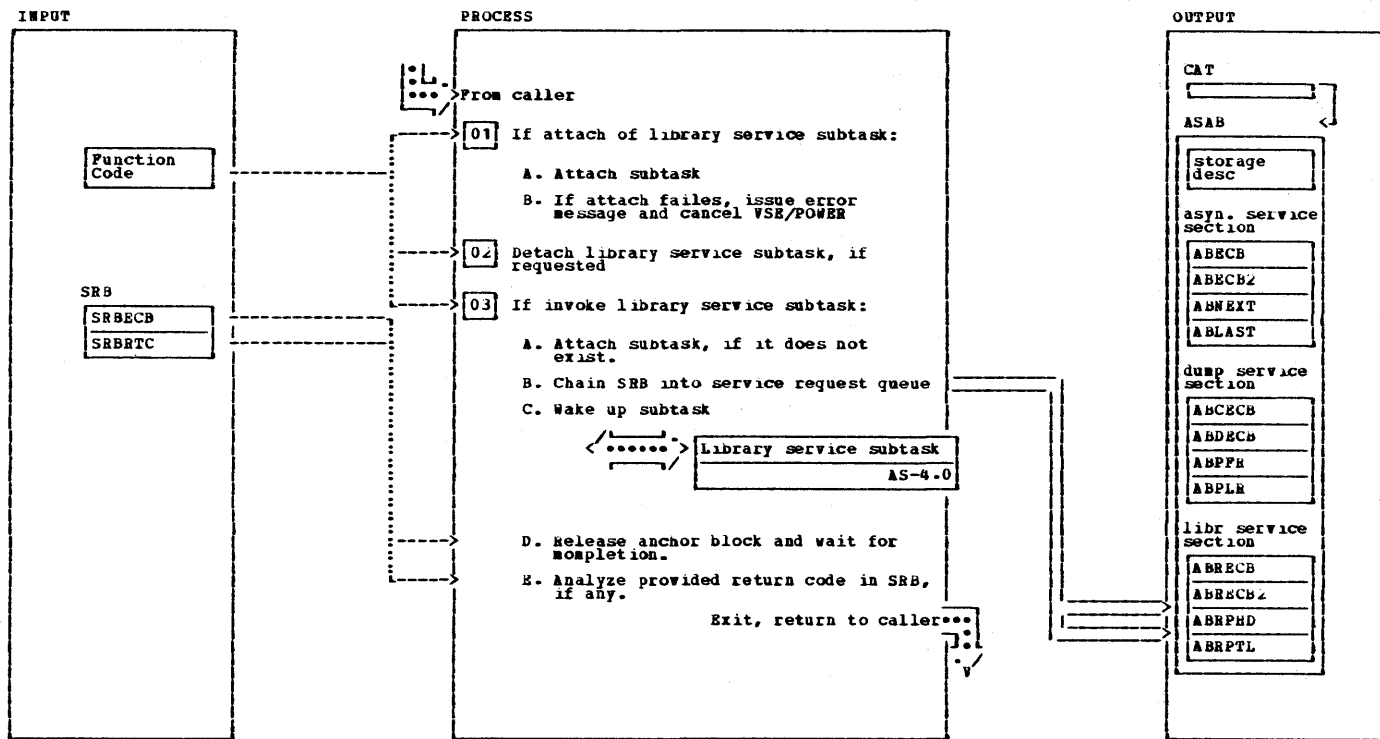 INPUT
PROCESS
OUTPUT
From caller
01 If attach of library service subtask:
A. Attach subtask
B. If attach failes, issue error
message and cancel VSE/POWER
02 Detach library service subtask, if
requested
03 If invoke library service subtask:
A. Attach subtask, if it does not
exist.
B. Chain SRB into service request queue
C. Wake up subtask
Library service subtask
AS-4.0
D. Release anchor block and wait for
mompletion.
E. Analyze provided return code in SRB,
if any.
Exit, return to caller
Function
Code
SRB
SRBECB
SRBRTC
CAT
ASAB
storage
desc
asyn. service
section
ABECB
ABECB2
ABNEXT
ABLAST
dump service
section
ABCECB
ABDECB
ABPFR
ABPLR
libr service
section
ABRECB
ABRECB2
ABRPHD
ABRPTL